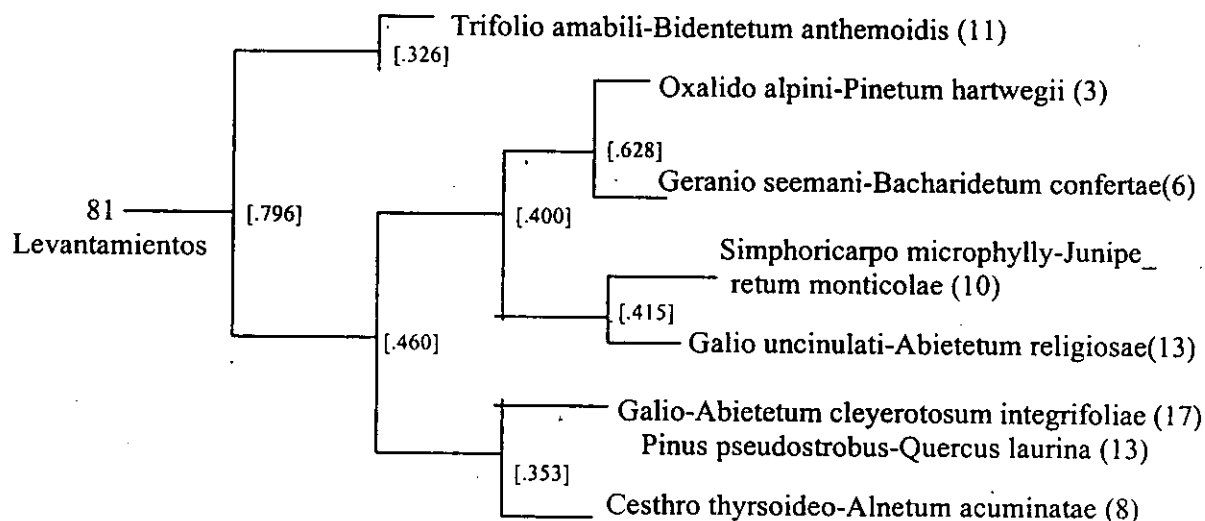 Trifolio amabili-Bidentetum anthemoidis (11)
[.326]
Oxalido alpini-Pinetum hartwegii (3)
[.628]
Geranio seemani-Bacharidetum confertae(6)
81
Levantamientos
[.796]
[.400]
Simphoricarpo microphylly-Junipe_
retum monticolae (10)
[.415]
[.460]
Galio uncinulati-Abietetum religiosae(13)
Galio-Abietetum cleyerotosum integrifoliae (17)
Pinus pseudostrobus-Quercus laurina (13)
[.353]
Cesthro thyrsoideo-Alnetum acuminatae (8)